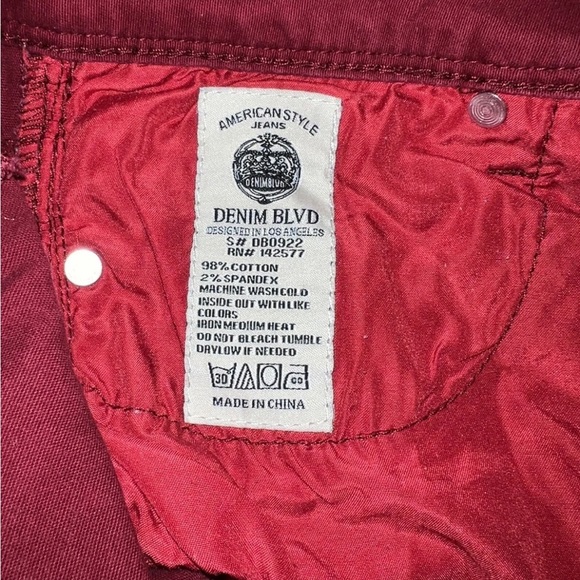 AMERICAN STYLE
JEANS
DENIMBLVD
DENIM BLVD
DESIGNED IN LOS ANGELES
S# DB0922
RN# 142577
98% COTTON
2% SPANDEX
MACHINE WASH COLD
INSIDE OUT WITH LIKE
COLORS
IRON MEDIUM HEAT
DO NOT BLEACH TUMBLE
DRYLOW IF NEEDED
30
MADE IN CHINA